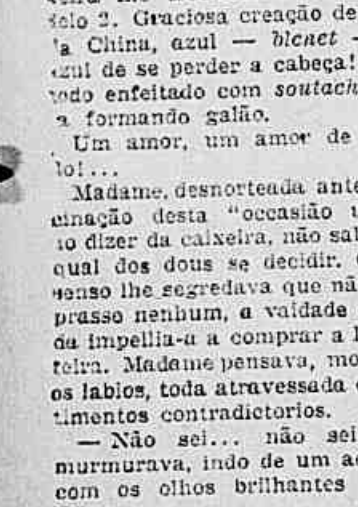 delo 2. Graciosa creação de
da China, azul — blenet —
azul de se perder a cabeça!
todo enfeitado com soutach
a formando galão.
Um amor, um amor de
lo!...
Madame, desnorteada ante
cinação desta "occasião
ao dizer da caixeira, não sa
qual dos dous se decidir.
senso lhe segredava que nã
prasso nenhum, a vaidade
da impellia-a a comprar a
teira. Madame pensava, mo
os labios, toda atravessada
timentos contradictorios.
— Não sei... não sei
murmurava, indo de um a
com os olhos brilhantes